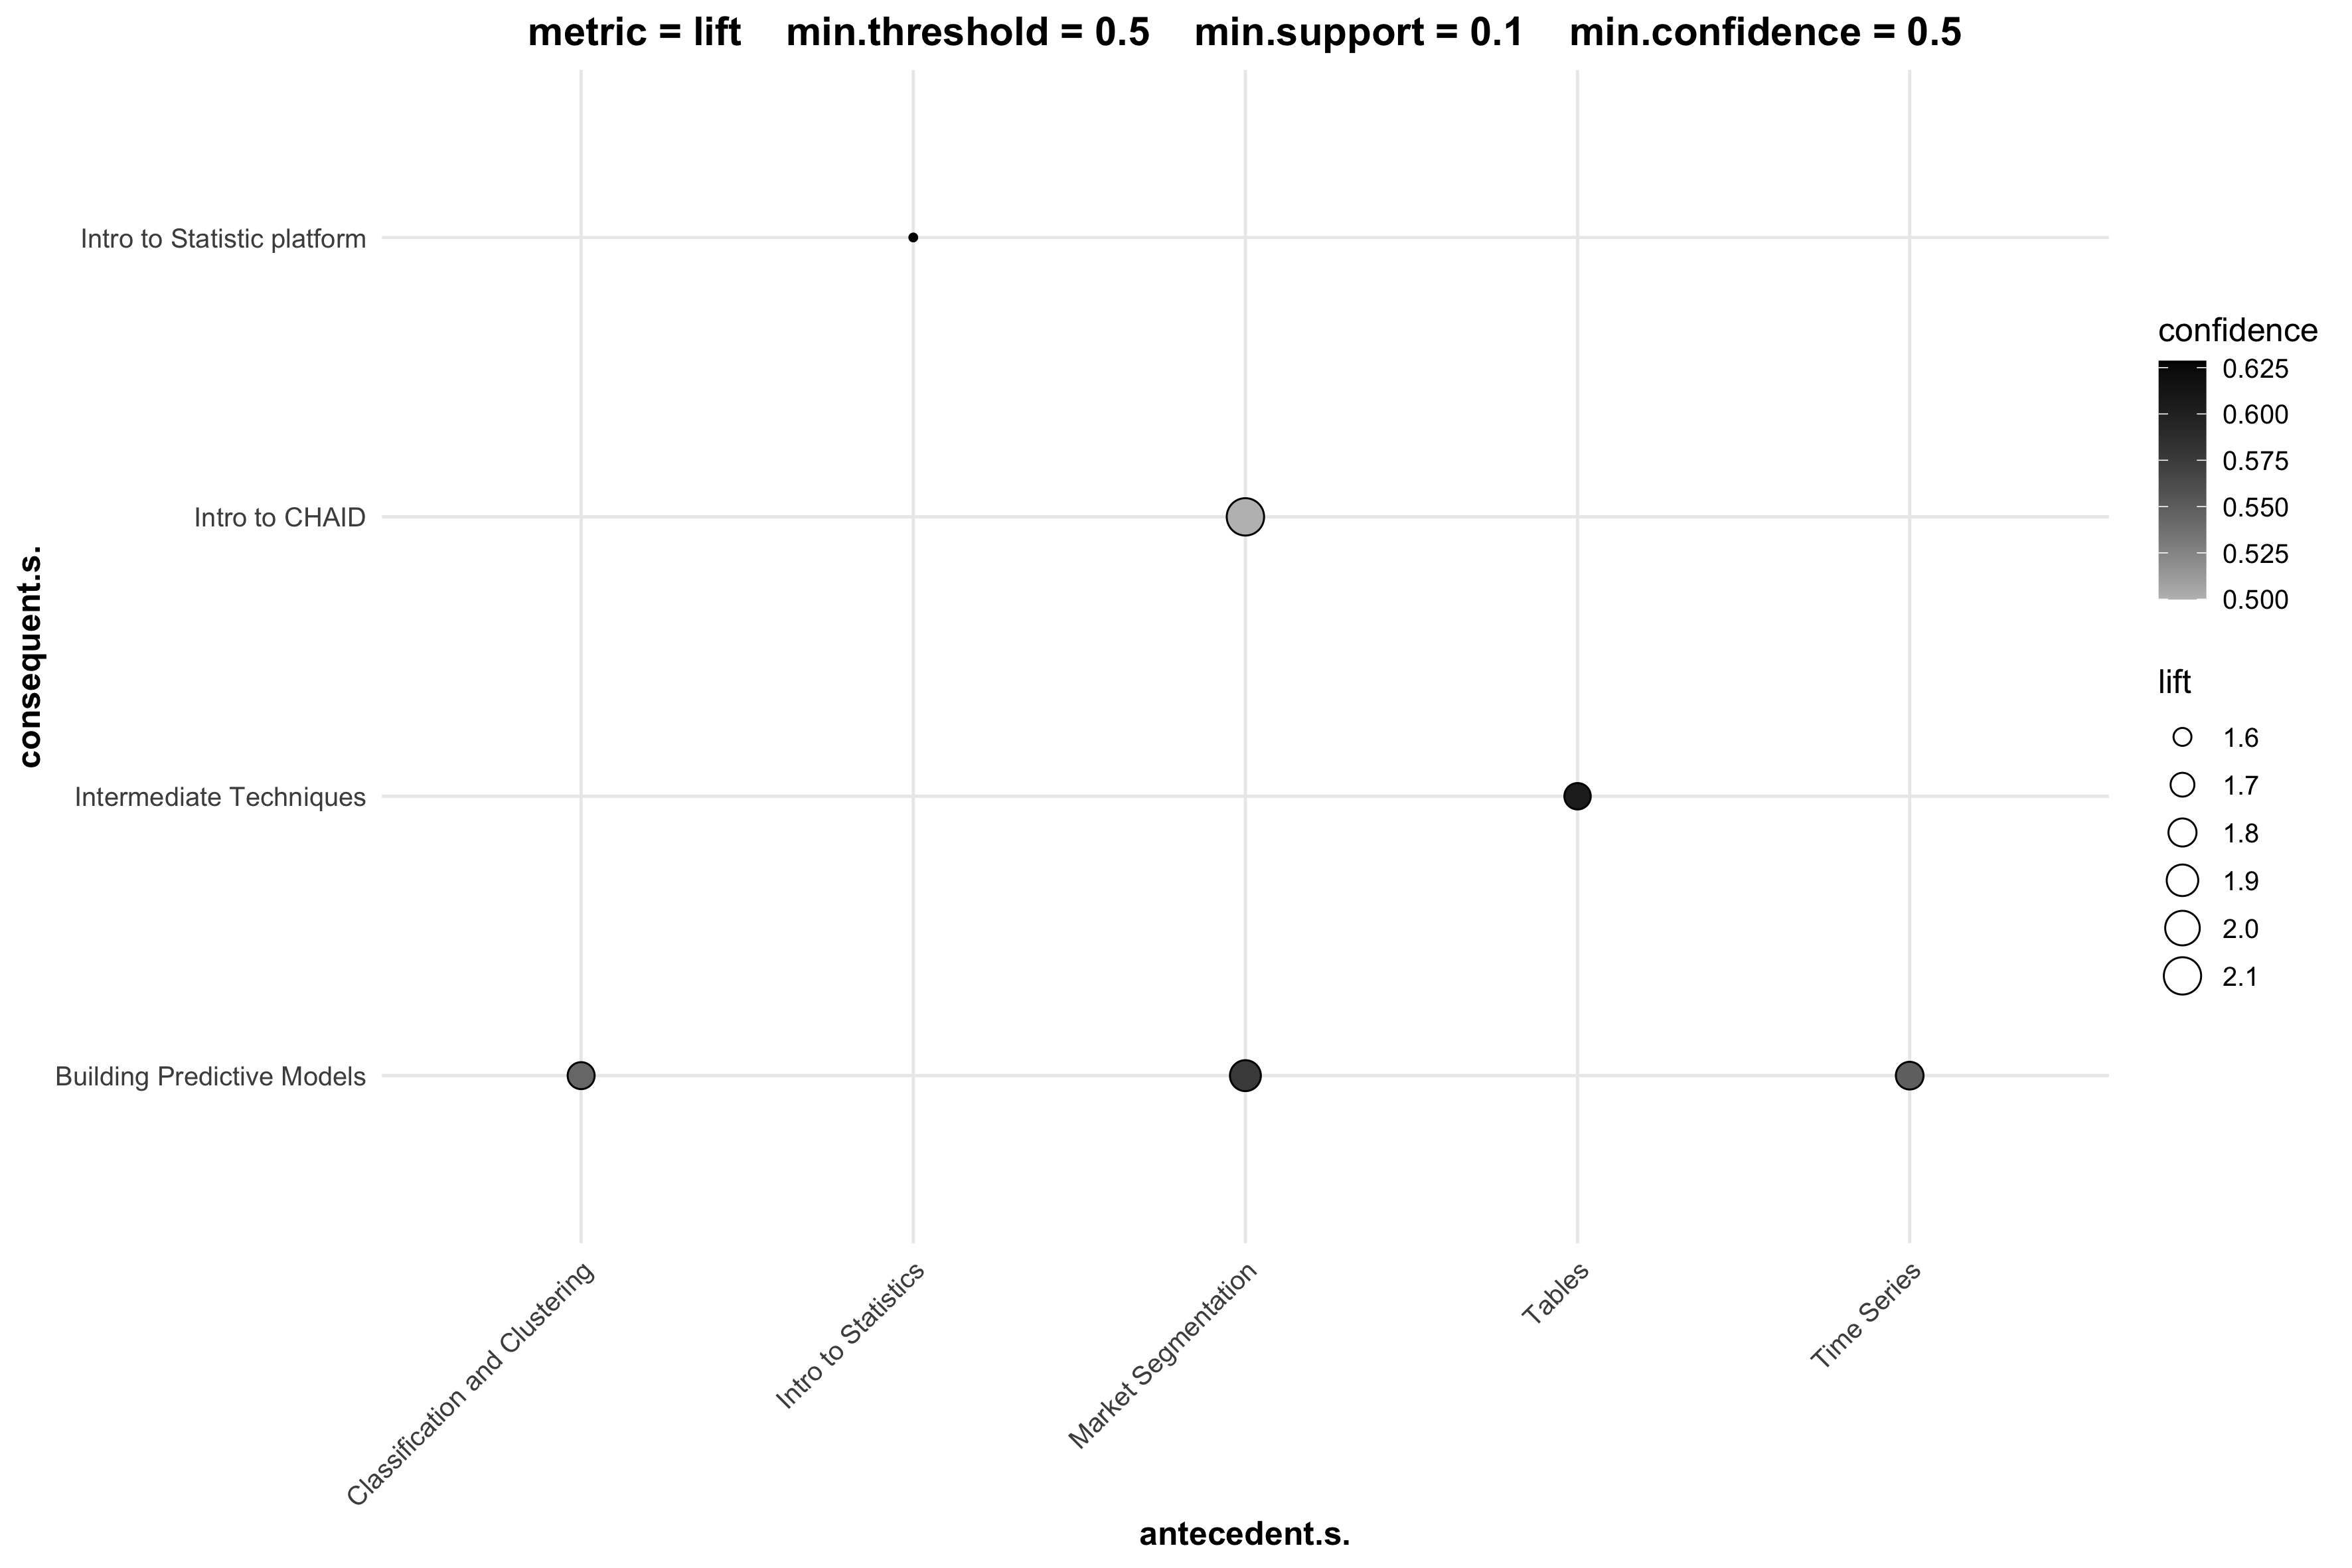 metric = lift    min.threshold = 0.5    min.support = 0.1    min.confidence = 0.5
consequent.s.
Intro to Statistic platform
Intro to CHAID
Intermediate Techniques
Building Predictive Models
Classification and Clustering
Intro to Statistics
Market Segmentation
Tables
Time Series
antecedent.s.
confidence
0.625
0.600
0.575
0.550
0.525
0.500
lift
1.6
1.7
1.8
1.9
2.0
2.1